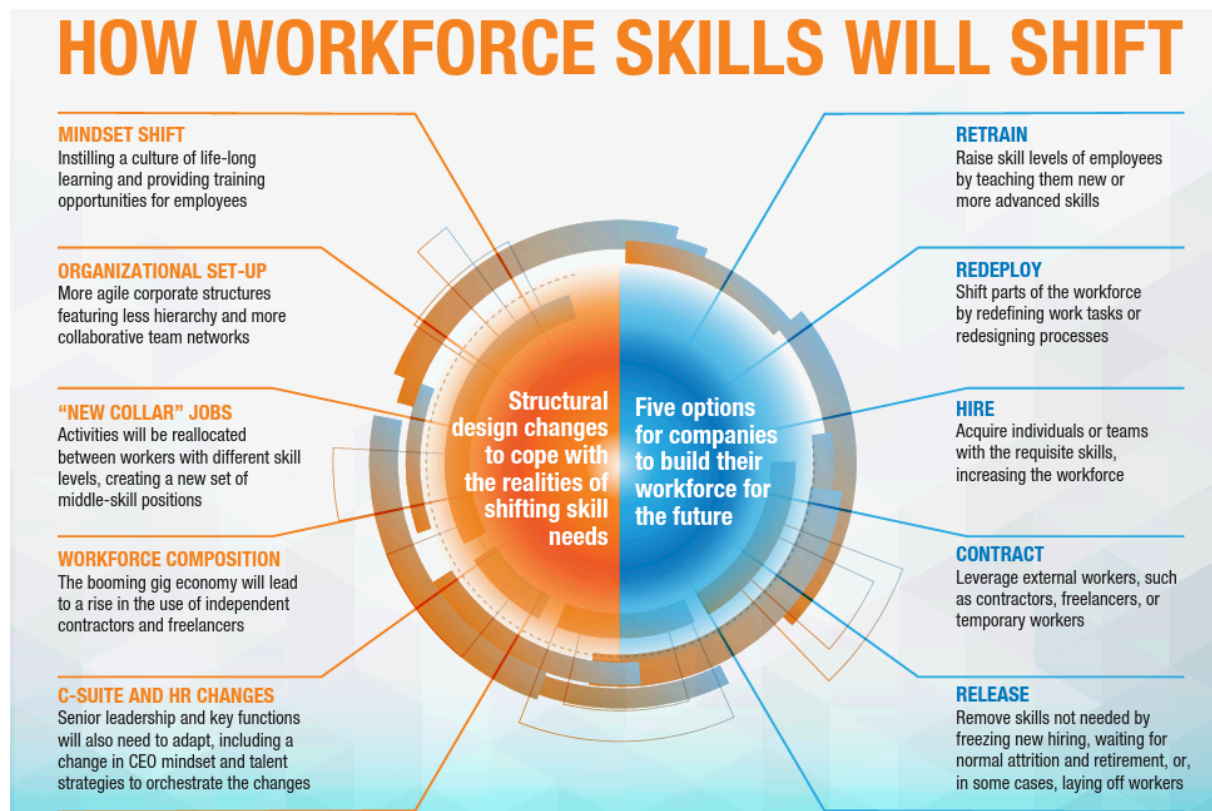 HOW WORKFORCE SKILLS WILL SHIFT
MINDSET SHIFT
Instilling a culture of life-long
learning and providing training
opportunities for employees
ORGANIZATIONAL SET-UP
More agile corporate structures
featuring less hierarchy and more
collaborative team networks
“NEW COLLAR” JOBS
Activities will be reallocated
between workers with different skill
levels, creating a new set of
middle-skill positions
WORKFORCE COMPOSITION
The booming gig economy will lead
to a rise in the use of independent
contractors and freelancers
C-SUITE AND HR CHANGES
Senior leadership and key functions
will also need to adapt, including a
change in CEO mindset and talent
strategies to orchestrate the changes
Structural
design changes
to cope with
the realities of
shifting skill
needs
Five options
for companies
to build their
workforce for
the future
RETRAIN
Raise skill levels of employees
by teaching them new or
more advanced skills
REDEPLOY
Shift parts of the workforce
by redefining work tasks or
redesigning processes
HIRE
Acquire individuals or teams
with the requisite skills,
increasing the workforce
CONTRACT
Leverage external workers, such
as contractors, freelancers, or
temporary workers
RELEASE
Remove skills not needed by
freezing new hiring, waiting for
normal attrition and retirement, or,
in some cases, laying off workers